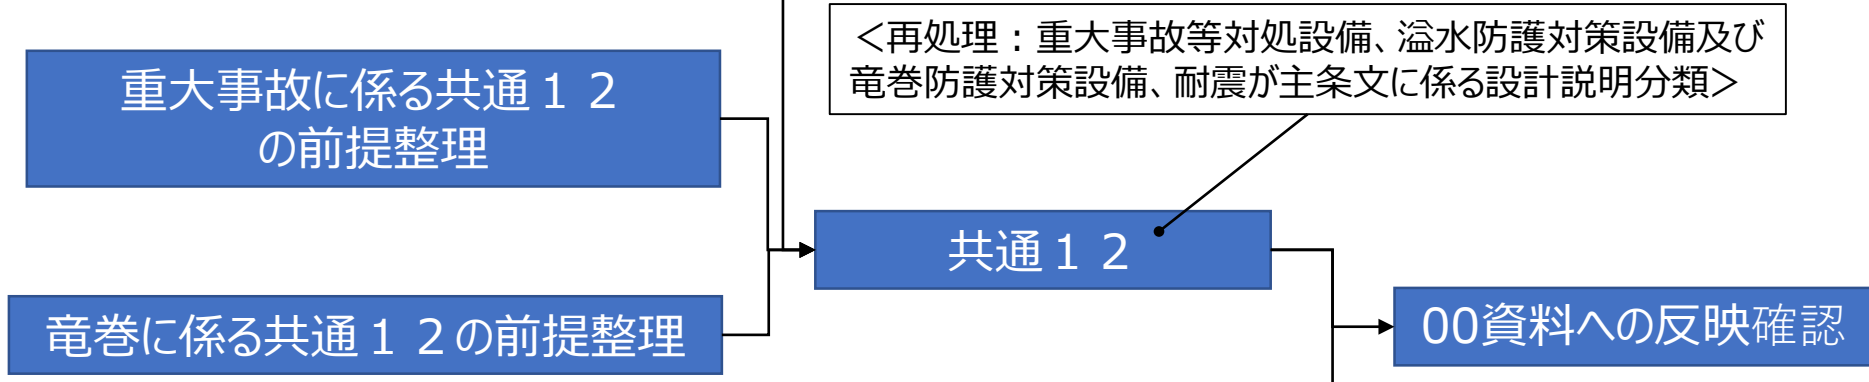 ＜再処理：重大事故等対処設備、溢水防護対策設備及び
竜巻防護対策設備、耐震が主条文に係る設計説明分類＞
重大事故に係る共通１２
の前提整理
共通１２
竜巻に係る共通１２の前提整理
00資料への反映確認